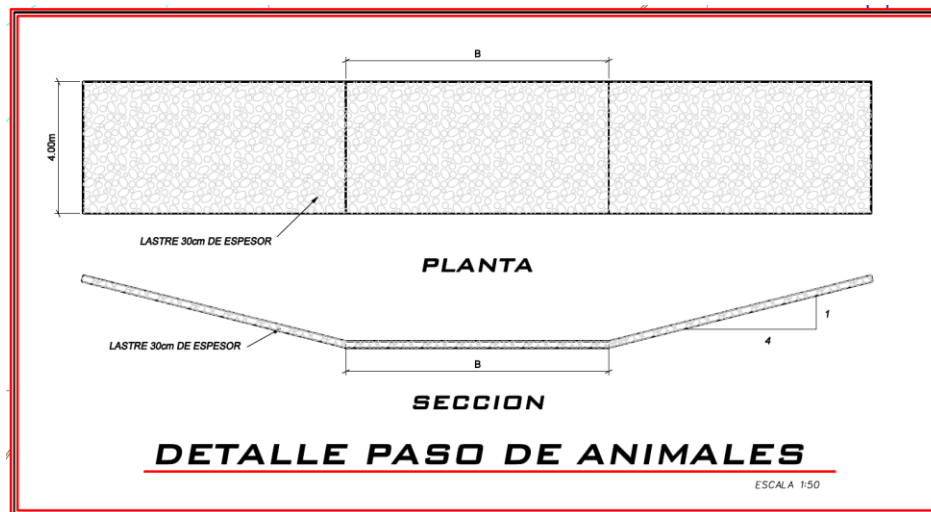 B
4.00m
LASTRE 30cm DE ESPESOR
PLANTA
1
4
LASTRE 30cm DE ESPESOR
B
SECCION
DETALLE PASO DE ANIMALES
ESCALA 1:50